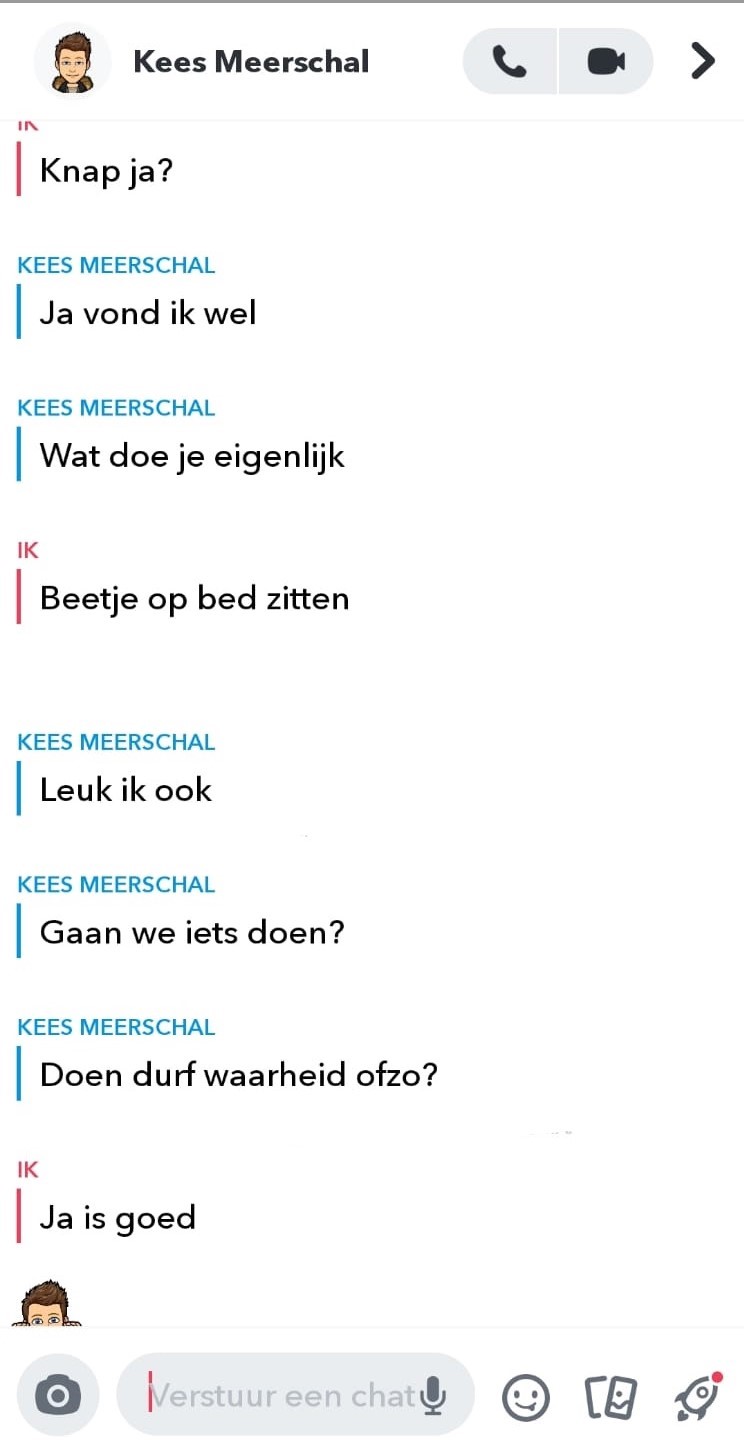 Kees Meerschal
IK
Knap ja?
KEES MEERSCHAL
Ja vond ik wel
KEES MEERSCHAL
Wat doe je eigenlijk
IK
Beetje op bed zitten
KEES MEERSCHAL
Leuk ik ook
KEES MEERSCHAL
Gaan we iets doen?
KEES MEERSCHAL
Doen durf waarheid ofzo?
IK
Ja is goed
Verstuur een chat